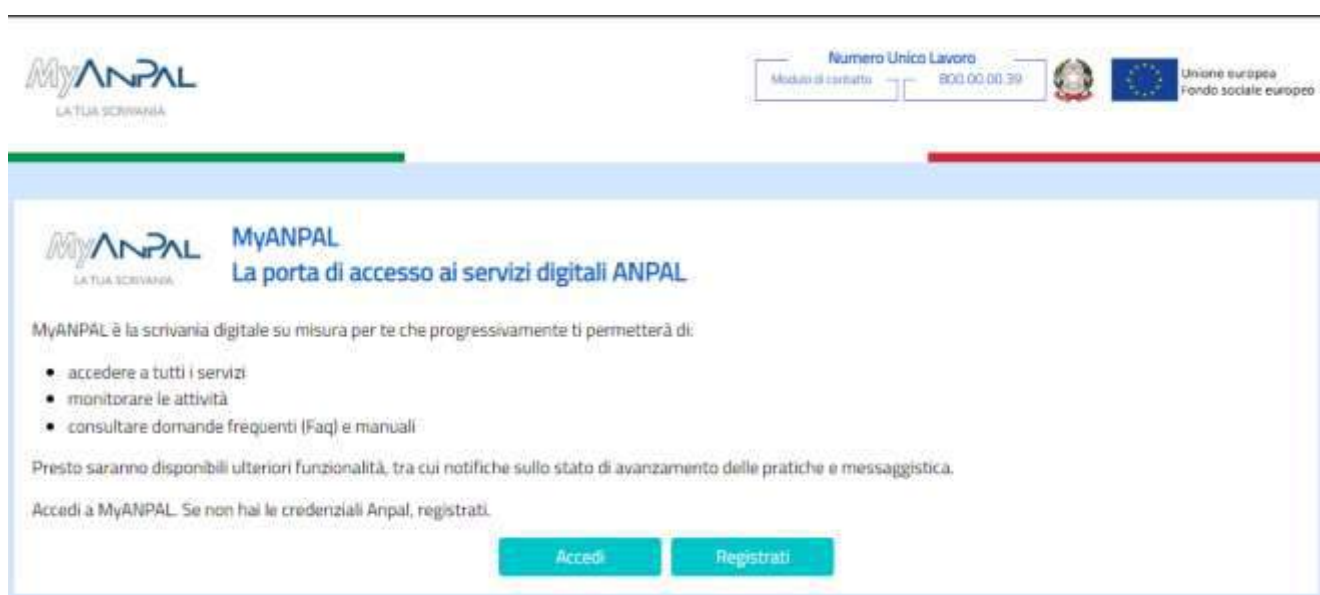 MyANPAL
LA TUA SCRIVANIA
Numero Unico Lavoro
Modulo di contatto 800.00.00.39
Unione europea
Fondo sociale europeo
MyANPAL
LA TUA SCRIVANIA
MyANPAL
La porta di accesso ai servizi digitali ANPAL
MyANPAL è la scrivania digitale su misura per te che progressivamente ti permetterà di:
• accedere a tutti i servizi
• monitorare le attività
• consultare domande frequenti (Faq) e manuali
Presto saranno disponibili ulteriori funzionalità, tra cui notifiche sullo stato di avanzamento delle pratiche e messaggistica.
Accedi a MyANPAL. Se non hai le credenziali Anpal, registrati.
Accedi Registrati